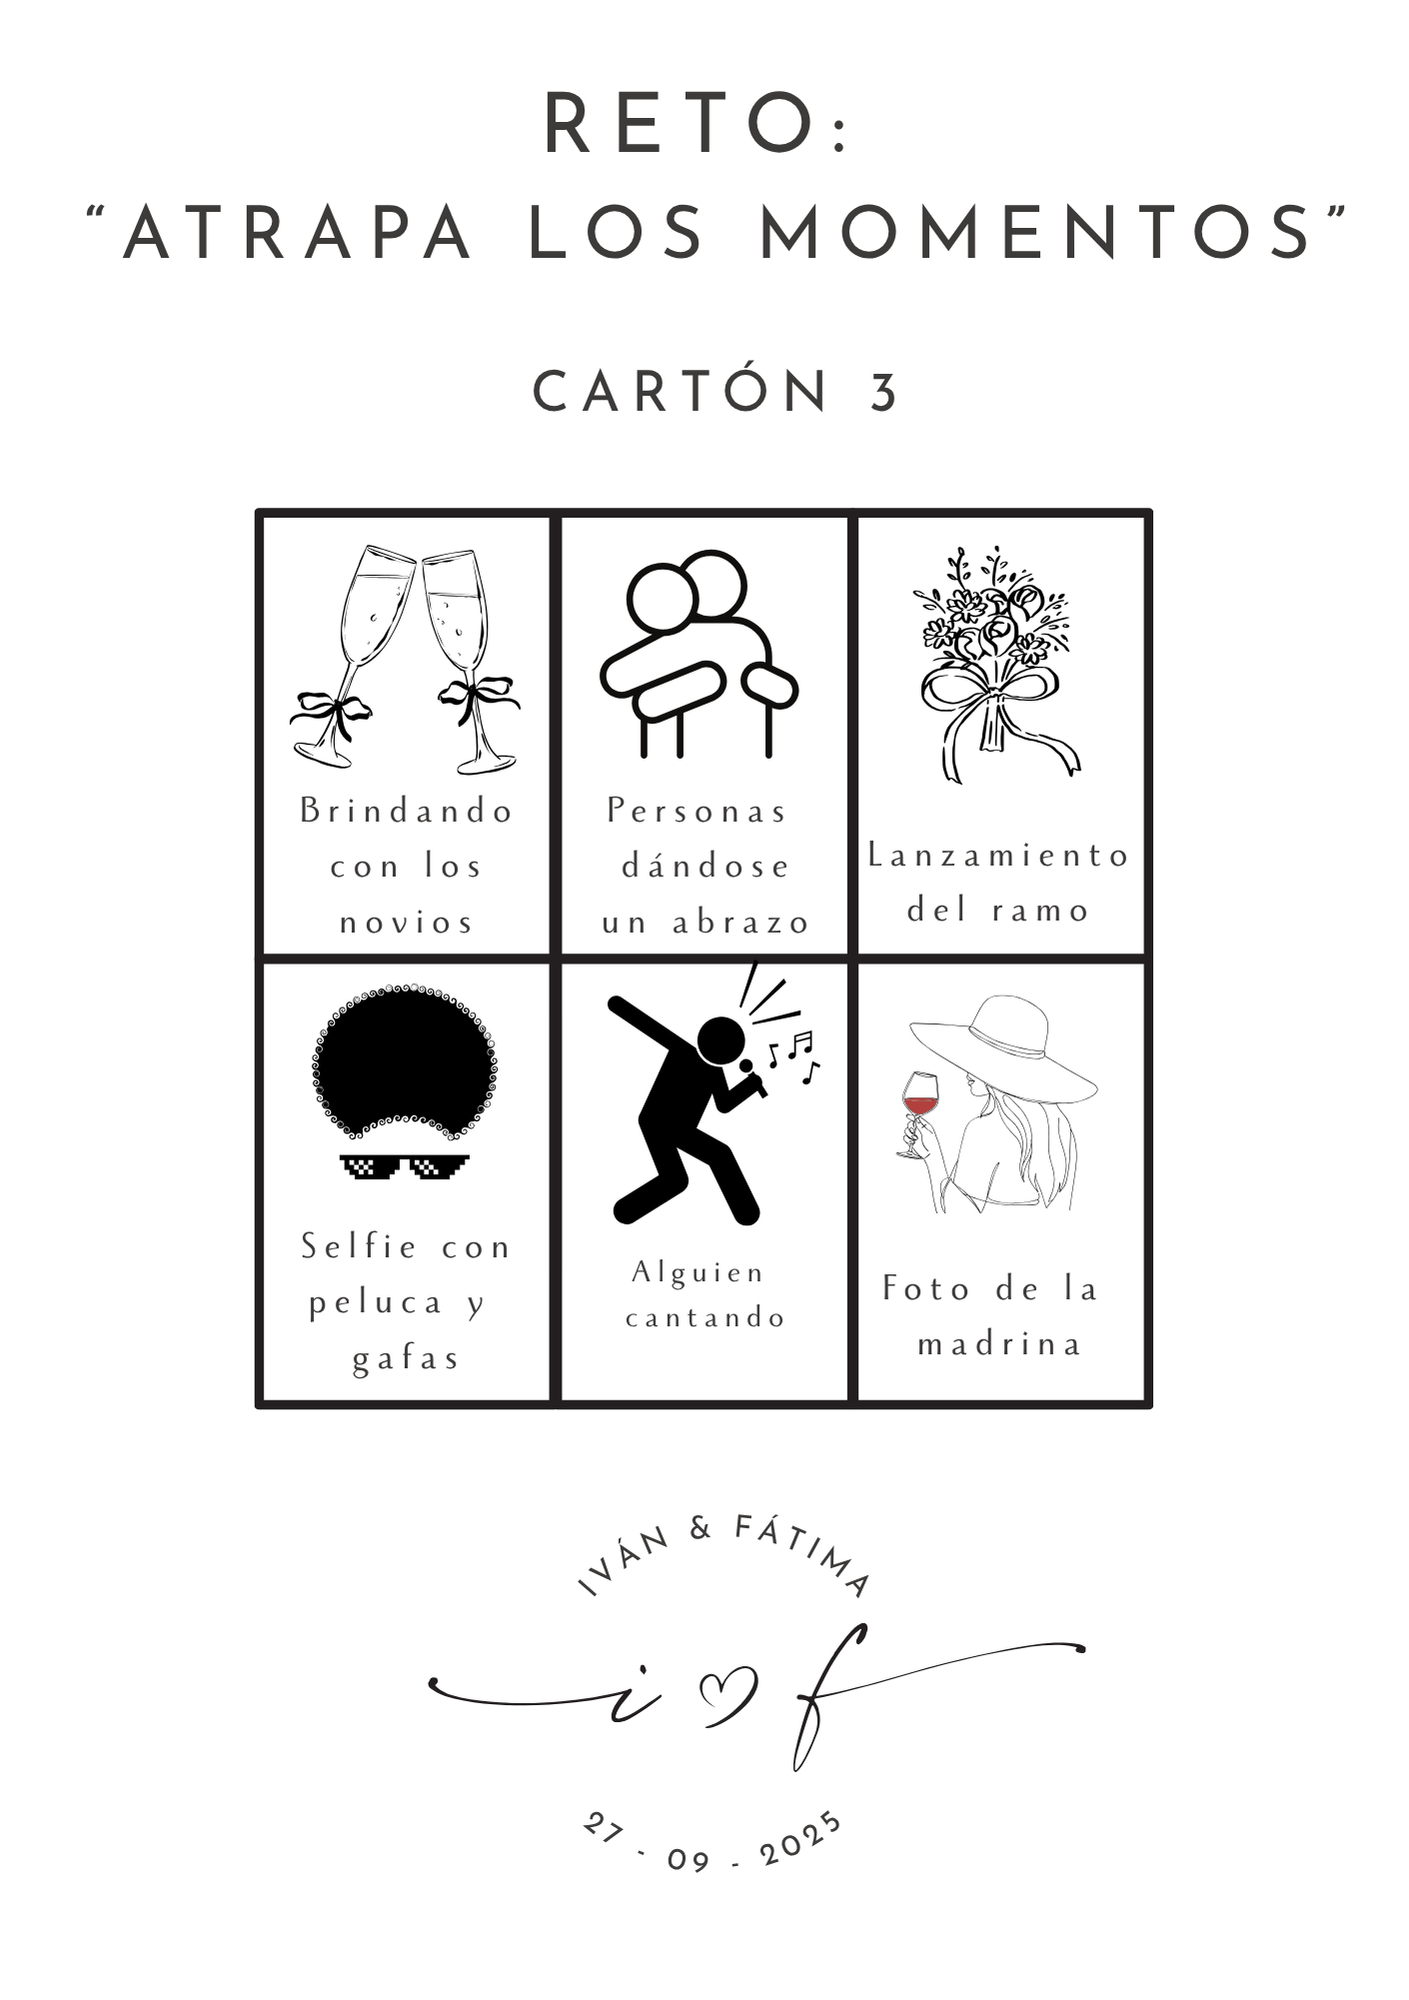 RETO:
“ATRAPA LOS MOMENTOS”
CARTÓN 3
Brindando
con los
novios
Personas
dándose
un abrazo
Lanzamiento
del ramo
Selfie con
peluca y
gafas
Alguien
cantando
Foto de la
madrina
IVÁN & FÁTIMA
i f
27 - 09 - 2025